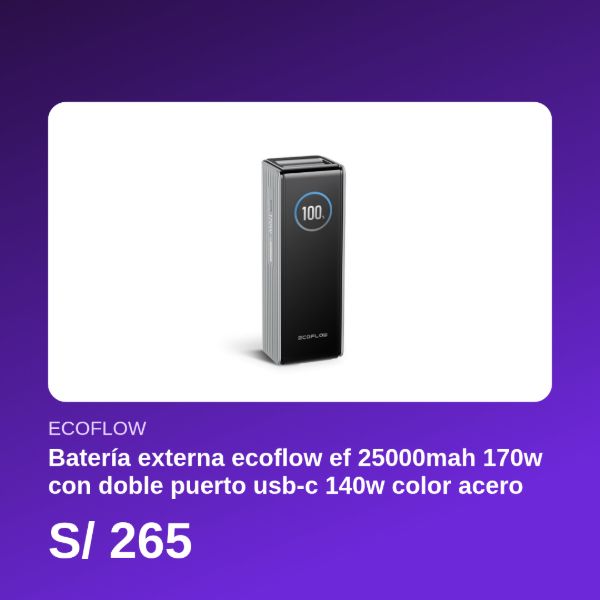 100%
ECOFLOW
ECOFLOW
Batería externa ecoflow ef 25000mah 170w
con doble puerto usb-c 140w color acero
S/ 265